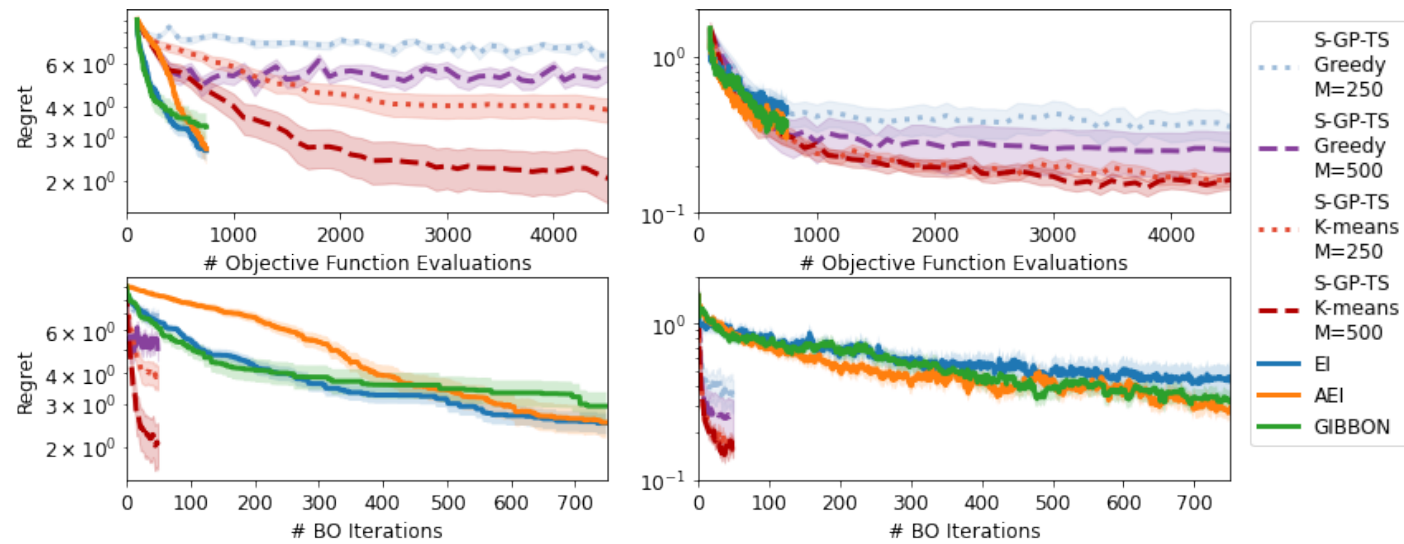 Regret
6 × 10⁰
4 × 10⁰
3 × 10⁰
2 × 10⁰
0 1000 2000 3000 4000
# Objective Function Evaluations
10⁰
10⁻¹
0 1000 2000 3000 4000
# Objective Function Evaluations
Regret
6 × 10⁰
4 × 10⁰
3 × 10⁰
2 × 10⁰
0 100 200 300 400 500 600 700
# BO Iterations
10⁰
10⁻¹
0 100 200 300 400 500 600 700
# BO Iterations
S-GP-TS
Greedy
M=250
S-GP-TS
Greedy
M=500
S-GP-TS
K-means
M=250
S-GP-TS
K-means
M=500
EI
AEI
GIBBON